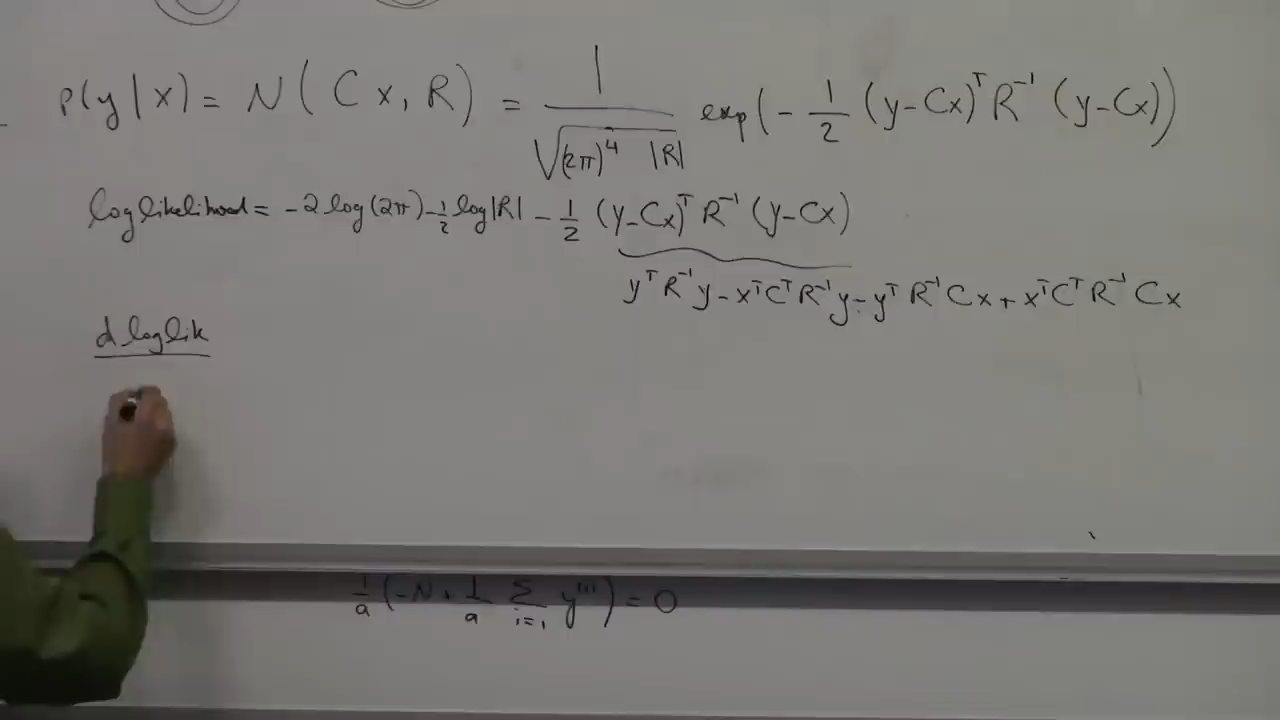 P(y|x) = N(Cx, R) = 1/√((2π)⁴ |R|) exp(-1/2 (y-Cx)ᵀ R⁻¹ (y-Cx))
log likelihood = -2 log(2π) - 1/2 log|R| - 1/2 (y-Cx)ᵀ R⁻¹ (y-Cx)
yᵀR⁻¹y - xᵀCᵀR⁻¹y - yᵀR⁻¹Cx + xᵀCᵀR⁻¹Cx
d loglik
1/a (-N + 1/a Σ i=1 y⁽ⁱ⁾) = 0